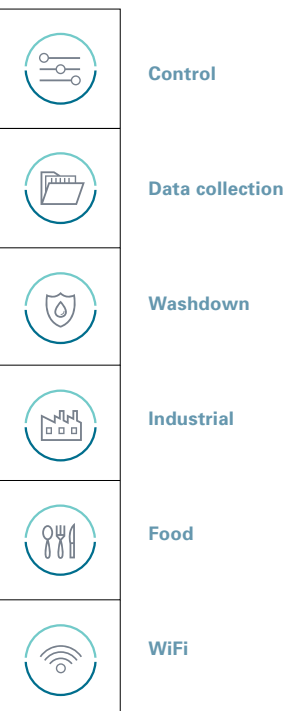 Control
Data collection
Washdown
Industrial
Food
WiFi